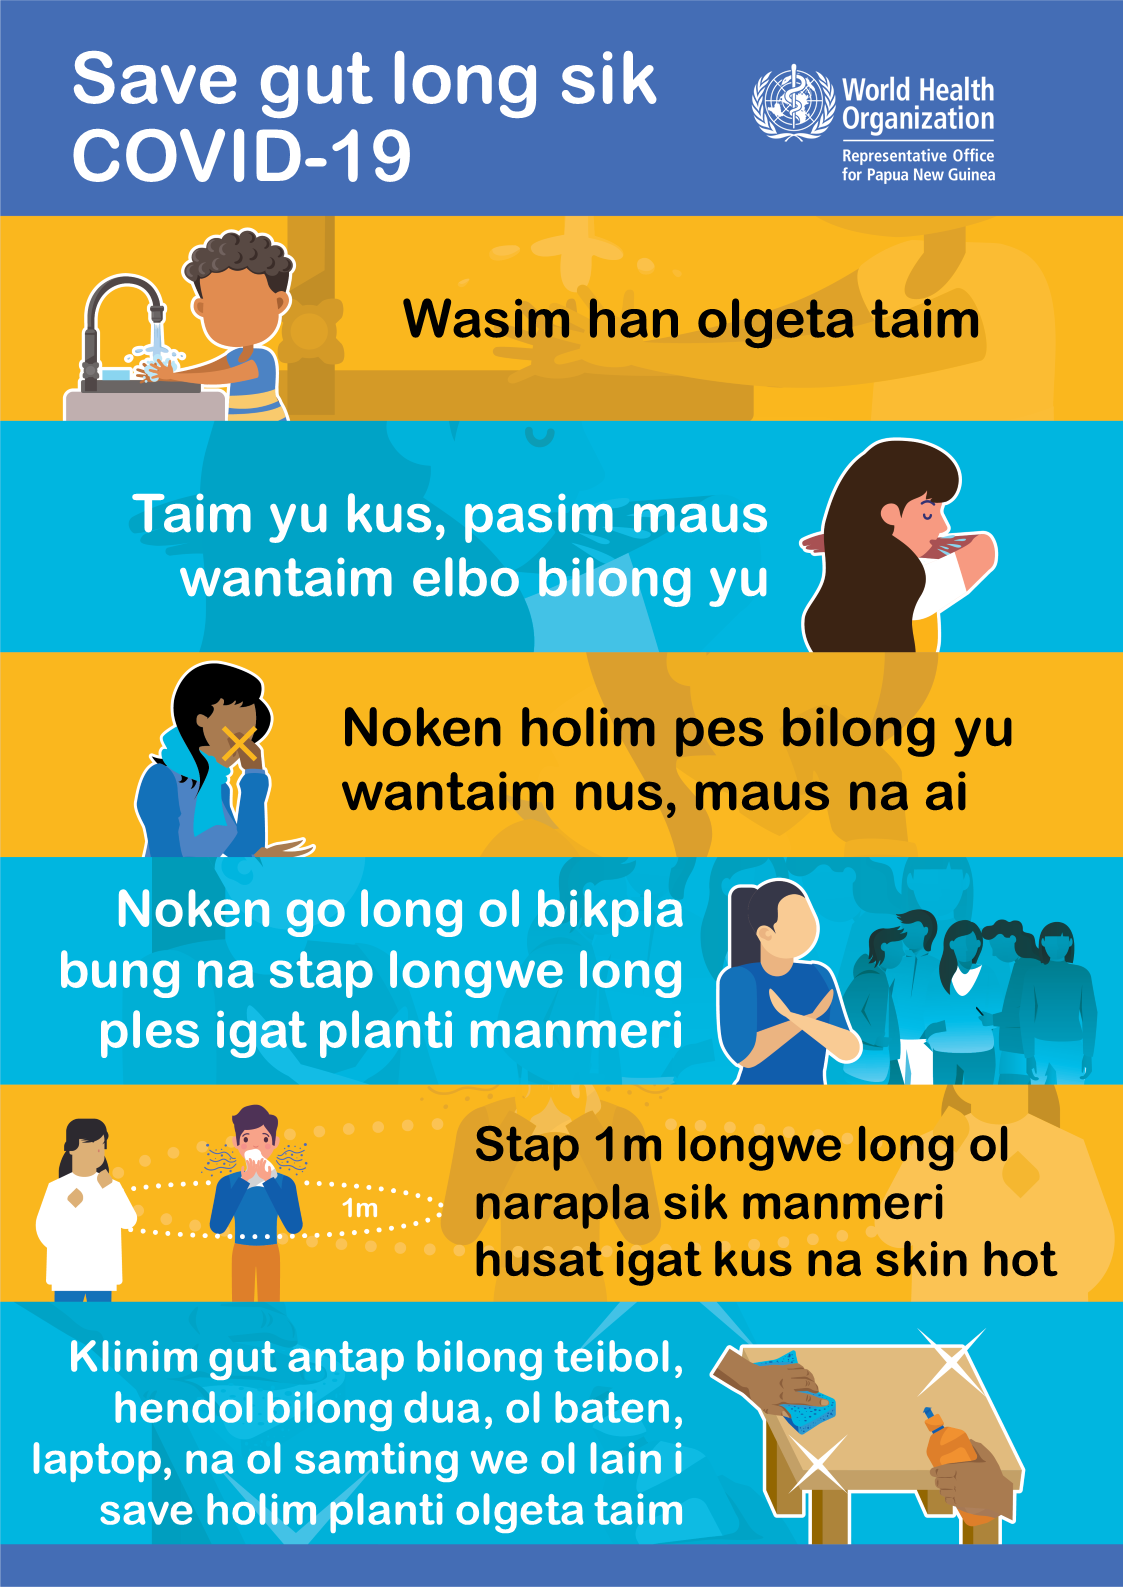 Save gut long sik
COVID-19
World Health
Organization
Representative Office
for Papua New Guinea
Wasim han olgeta taim
Taim yu kus, pasim maus
wantaim elbo bilong yu
Noken holim pes bilong yu
wantaim nus, maus na ai
Noken go long ol bikpla
bung na stap longwe long
ples igat planti manmeri
1m
Stap 1m longwe long ol
narapla sik manmeri
husat igat kus na skin hot
Klinim gut antap bilong teibol,
hendol bilong dua, ol baten,
laptop, na ol samting we ol lain i
save holim planti olgeta taim